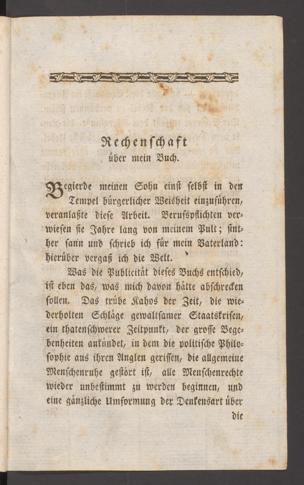 Rechenschaft
über mein Buch.
Begierde meinen Sohn einst selbst in den
Tempel bürgerlicher Weisheit einzuführen,
veranlaßte diese Arbeit. Berufspflichten ver-
wiesen sie Jahre lang von meinem Pult; sint-
her sann und schrieb ich für mein Vaterland:
hierüber vergaß ich die Welt.
Was die Publicität dieses Buchs entschied,
ist eben das, was mich davon hätte abschrecken
sollen. Das trübe Kahos der Zeit, die wie-
derholten Schläge gewaltsamer Staatskrisen,
ein thatenschwerer Zeitpunkt, der große Bege-
benheiten ankündet, in dem die politische Philo-
sophie aus ihren Anglen gerissen, die allgemeine
Menschenruhe gestört ist, alle Menschenrechte
wieder unbestimmt zu werden beginnen, und
eine gänzliche Umformung der Denkensart über
die